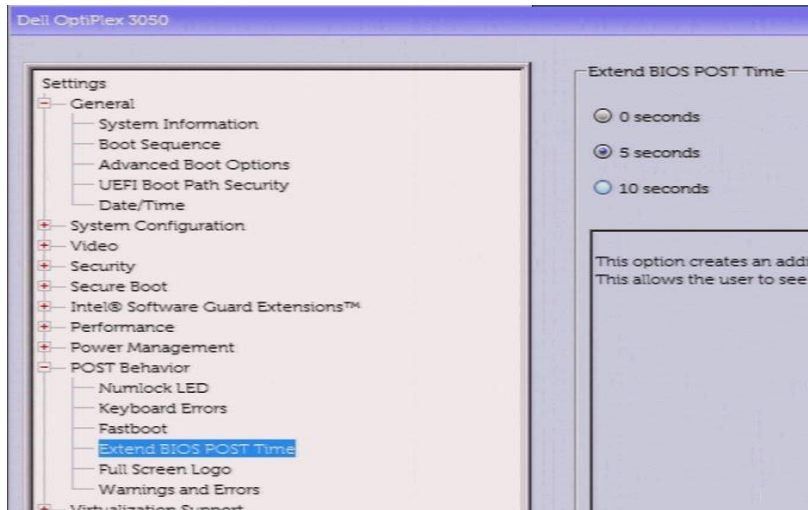 Dell OptiPlex 3050
Settings
General
System Information
Boot Sequence
Advanced Boot Options
UEFI Boot Path Security
Date/Time
System Configuration
Video
Security
Secure Boot
Intel® Software Guard Extensions™
Performance
Power Management
POST Behavior
Numlock LED
Keyboard Errors
Fastboot
Extend BIOS POST Time
Full Screen Logo
Warnings and Errors
Virtualization Support
Extend BIOS POST Time
0 seconds
5 seconds
10 seconds
This option creates an addi
This allows the user to see